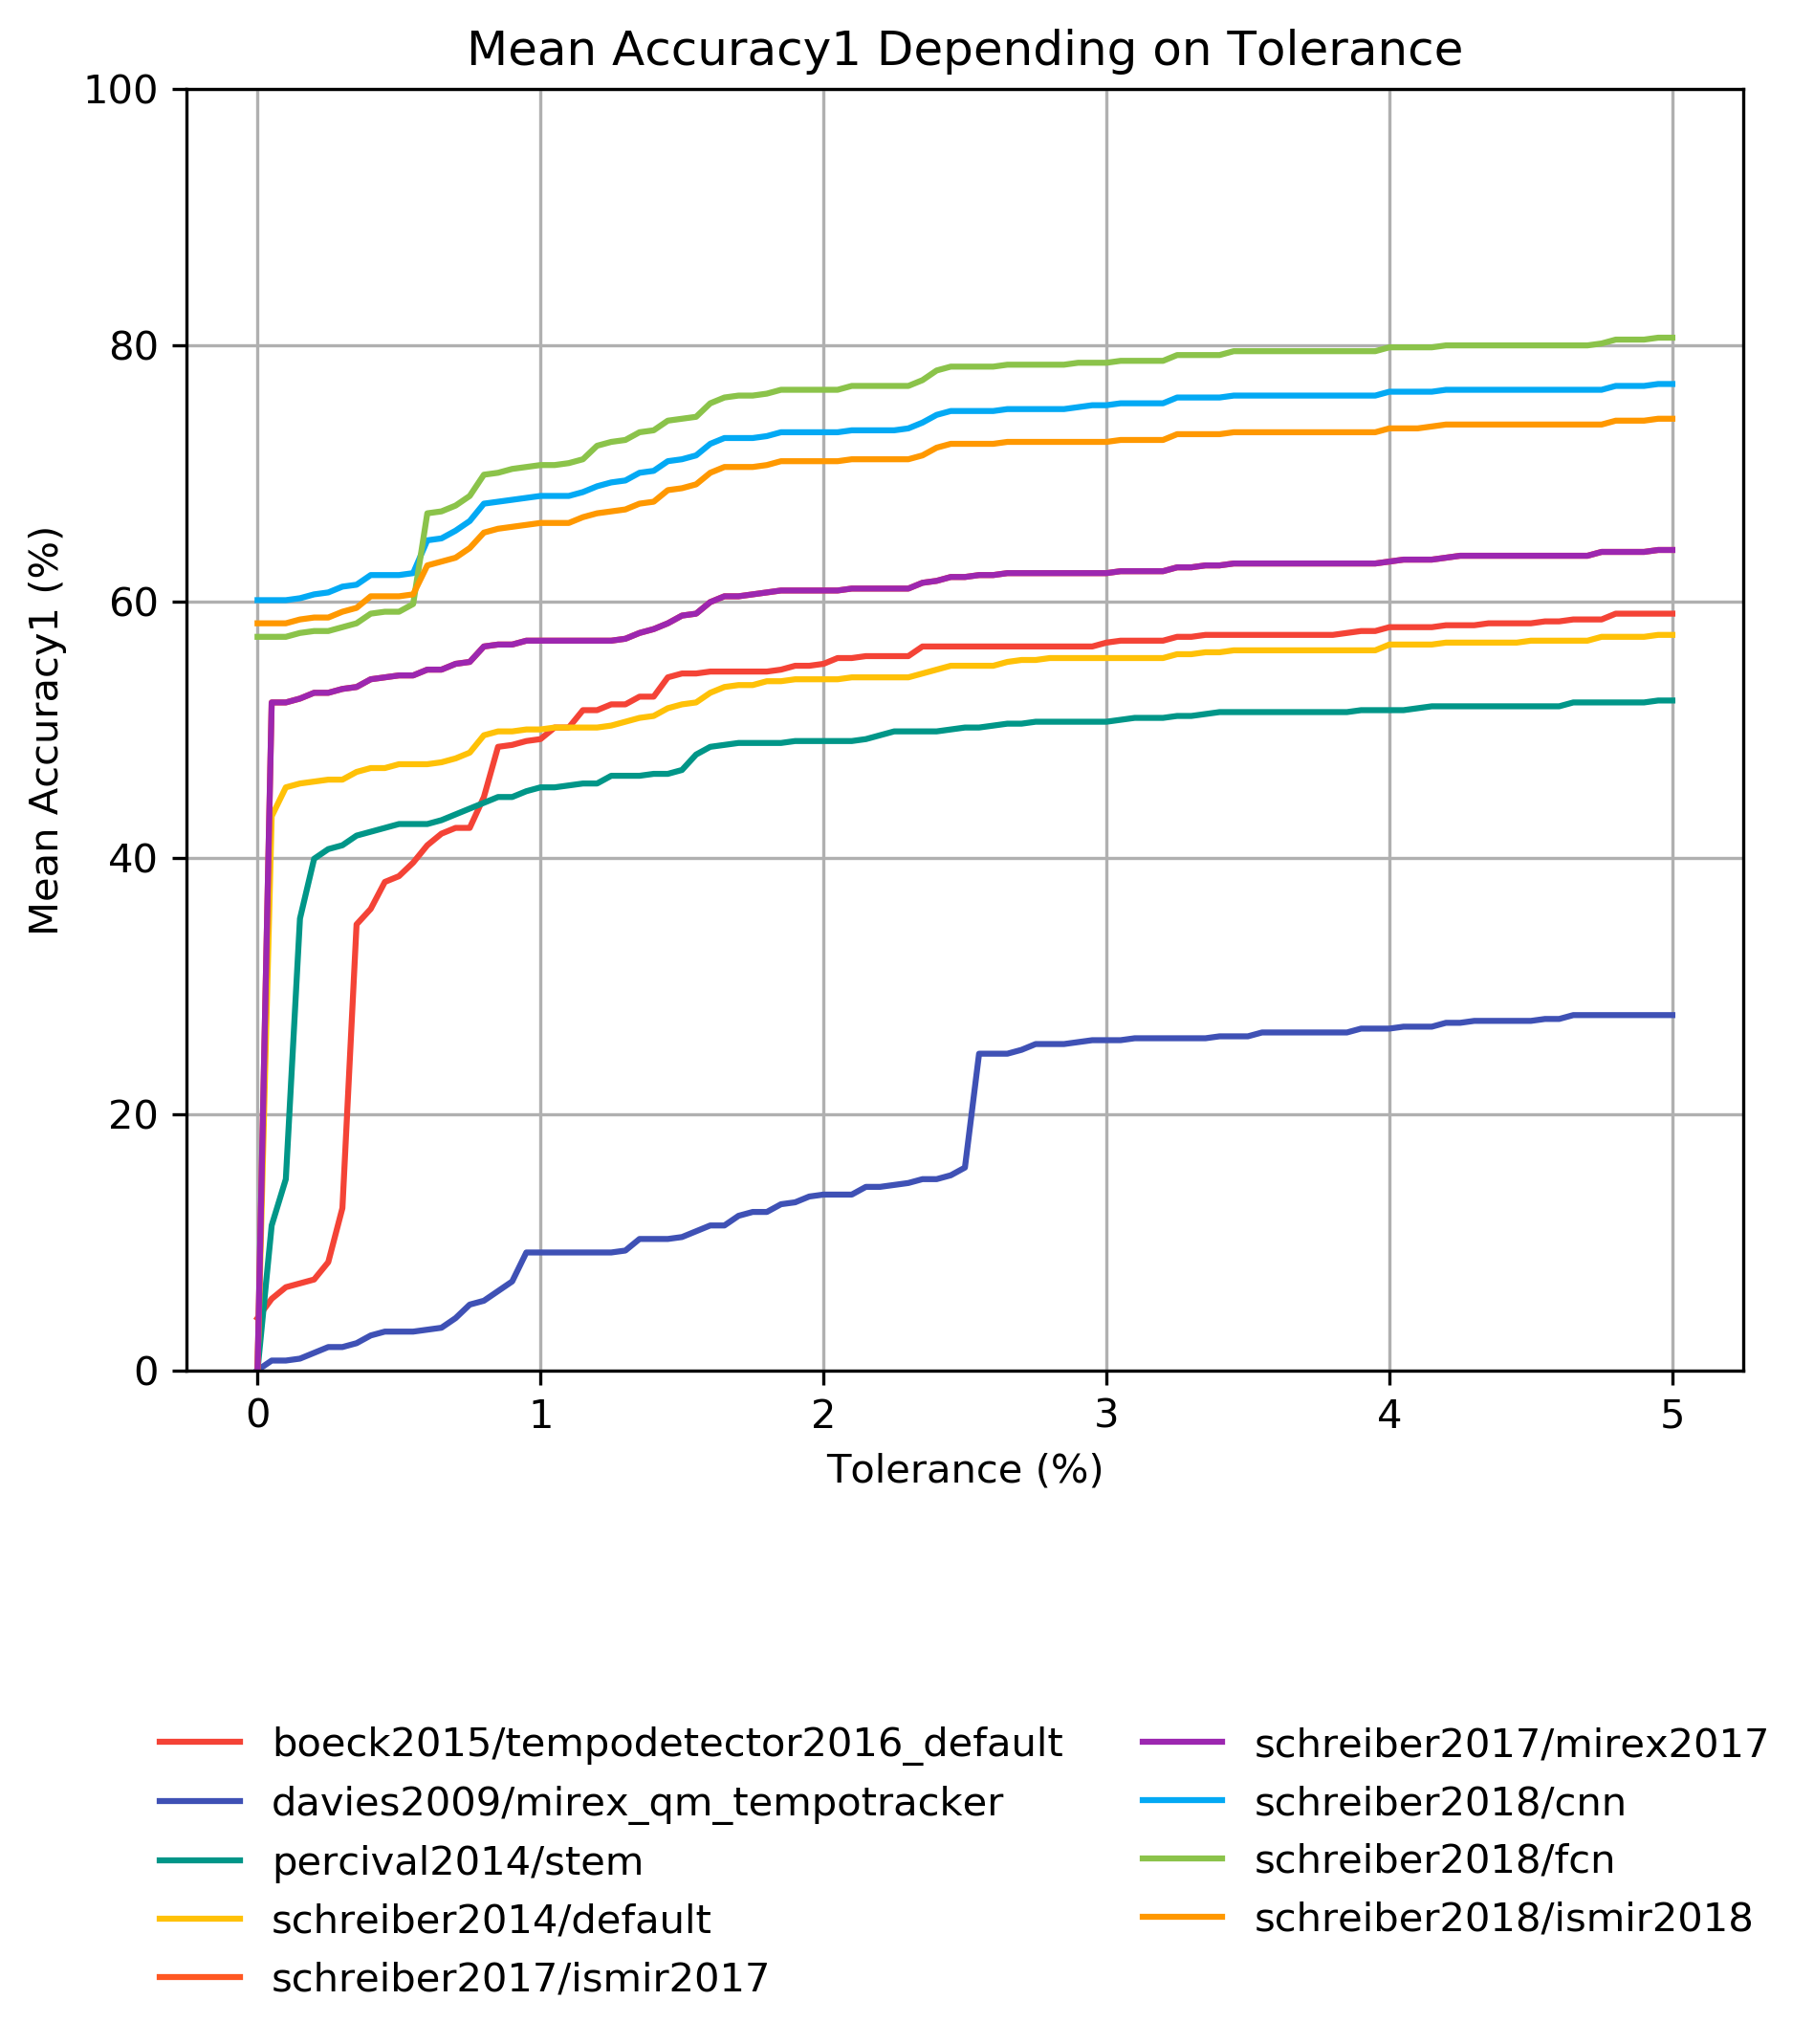 Mean Accuracy1 Depending on Tolerance
100
80
60
40
20
0
Mean Accuracy1 (%)
0 1 2 3 4 5
Tolerance (%)
boeck2015/tempodetector2016_default
davies2009/mirex_qm_tempotracker
percival2014/stem
schreiber2014/default
schreiber2017/ismir2017
schreiber2017/mirex2017
schreiber2018/cnn
schreiber2018/fcn
schreiber2018/ismir2018